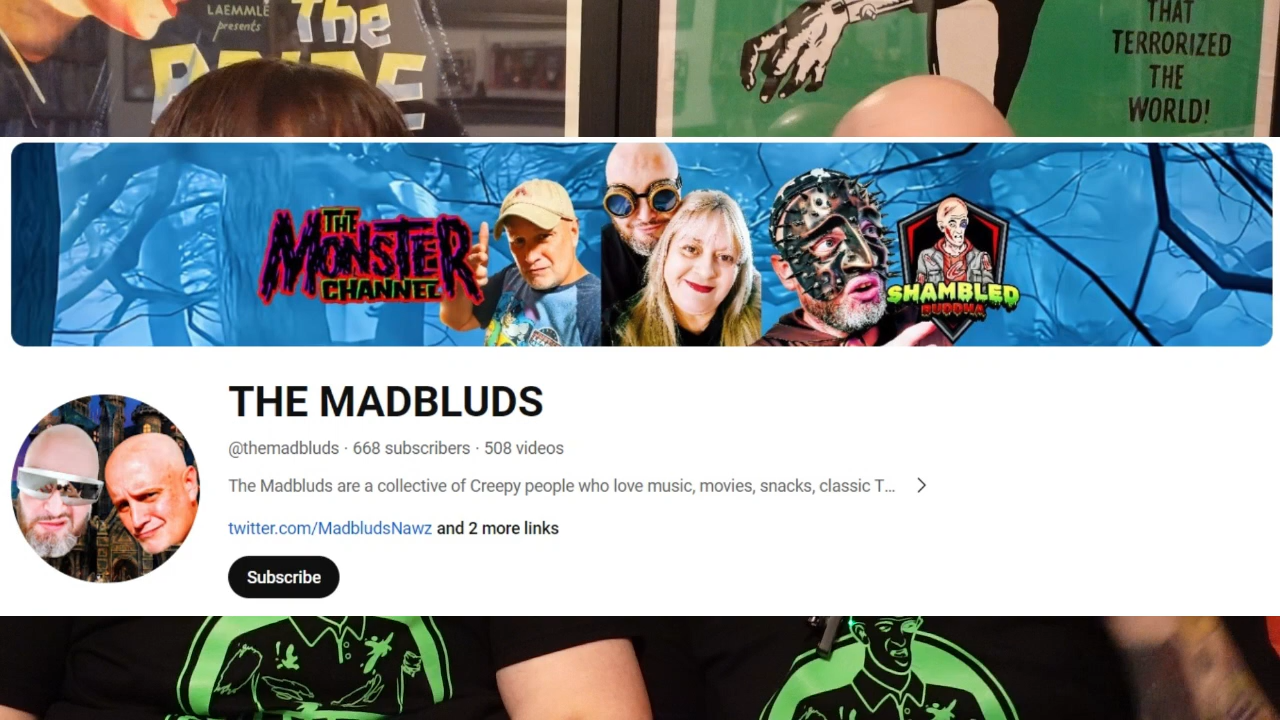 LAEMMLE
presents
The
THAT
TERRORIZED
THE
WORLD!
THE
MONSTER
CHANNEL
SHAMBLED
BUDDHA
THE MADBLUDS
@themadbluds · 668 subscribers · 508 videos
The Madbluds are a collective of Creepy people who love music, movies, snacks, classic T...
twitter.com/MadbludsNawz and 2 more links
Subscribe